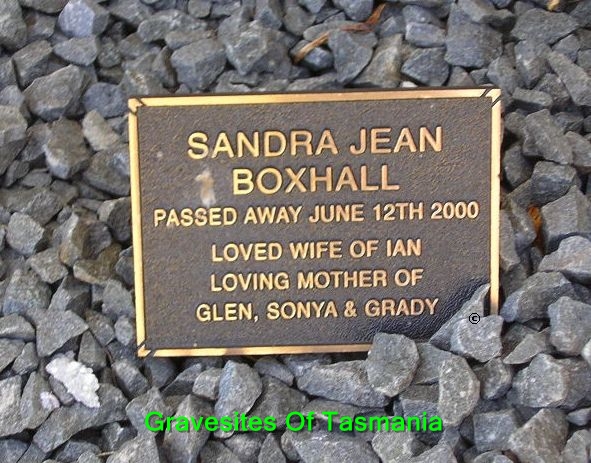 SANDRA JEAN
BOXHALL
PASSED AWAY JUNE 12TH 2000
LOVED WIFE OF IAN
LOVING MOTHER OF
GLEN, SONYA & GRADY
©
Gravesites Of Tasmania